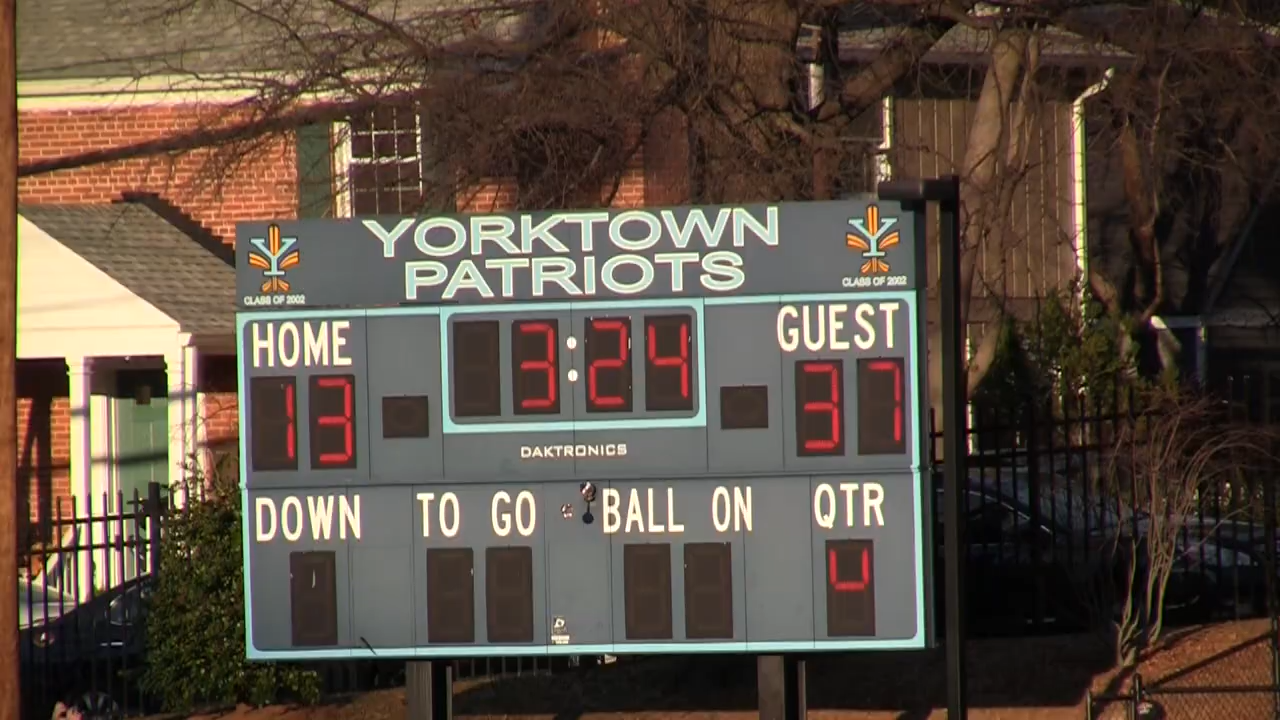 YORKTOWN
PATRIOTS
CLASS OF 2002
CLASS OF 2002
HOME
GUEST
3:24
13
37
DAKTRONICS
DOWN TO GO BALL ON QTR
4